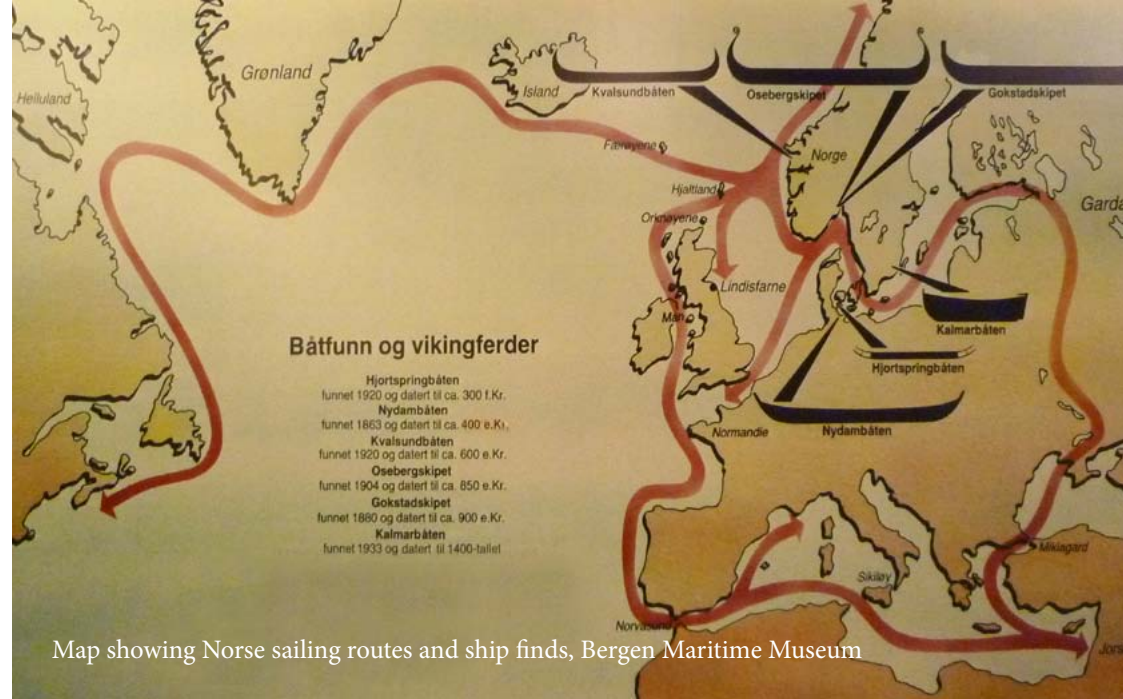 Grønland
Helluland
Island
Kvalsundbåten
Osebergskipet
Gokstadskipet
Færøyene
Norge
Hjaltland
Orknøyene
Garda
Lindisfarne
Man
Kalmarbåten
Hjortspringbåten
Normandie
Nydambåten
Båtfunn og vikingferder
Hjortspringbåten
funnet 1920 og datert til ca. 300 f.Kr.
Nydambåten
funnet 1863 og datert til ca. 400 e.Kr.
Kvalsundbåten
funnet 1920 og datert til ca. 600 e.Kr.
Osebergskipet
funnet 1904 og datert til ca. 850 e.Kr.
Gokstadskipet
funnet 1880 og datert til ca. 900 e.Kr.
Kalmarbåten
funnet 1933 og datert til 1400-tallet
Miklagard
Sikiløy
Norvasund
Jors
Map showing Norse sailing routes and ship finds, Bergen Maritime Museum